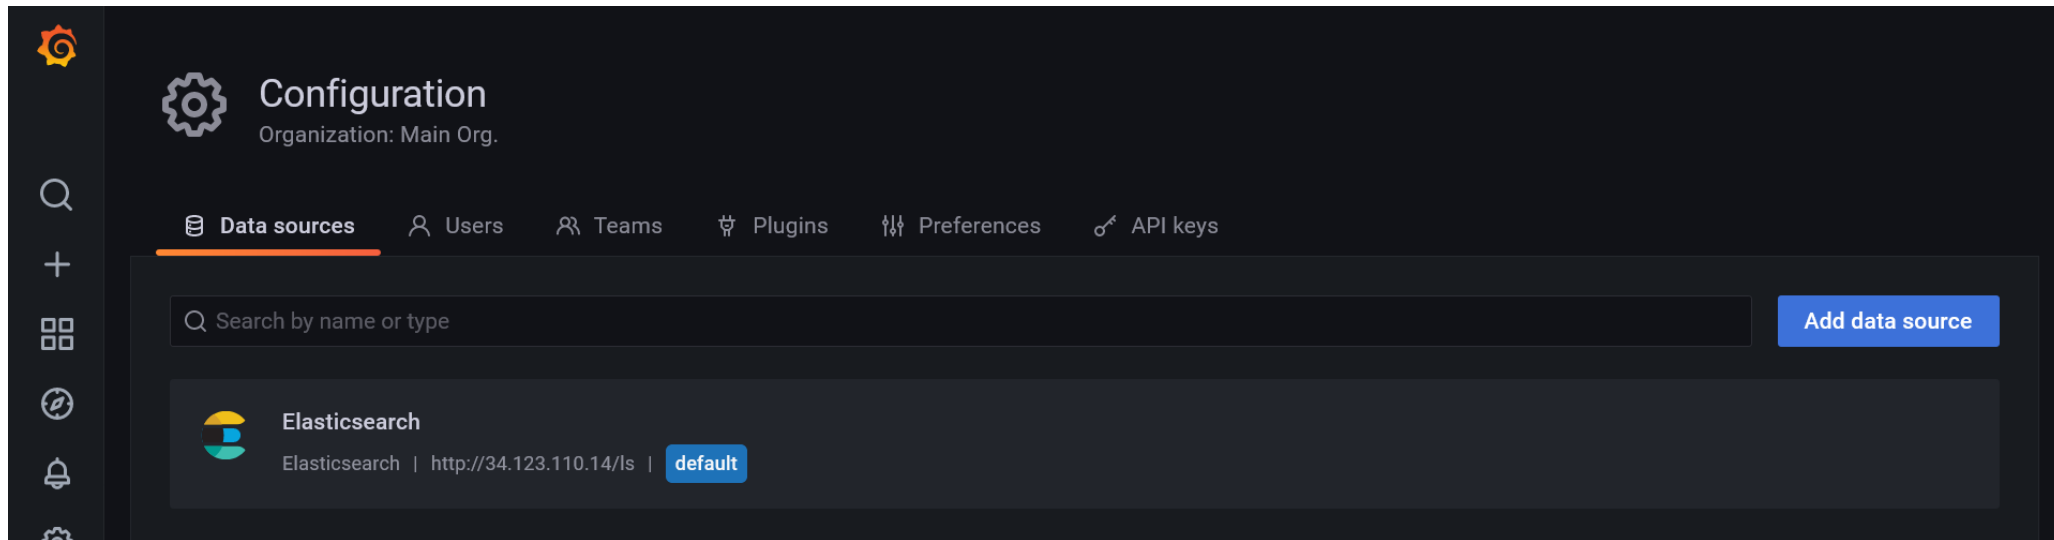 Configuration
Organization: Main Org.
Data sources Users Teams Plugins Preferences API keys
Search by name or type Add data source
Elasticsearch
Elasticsearch | http://34.123.110.14/ls | default